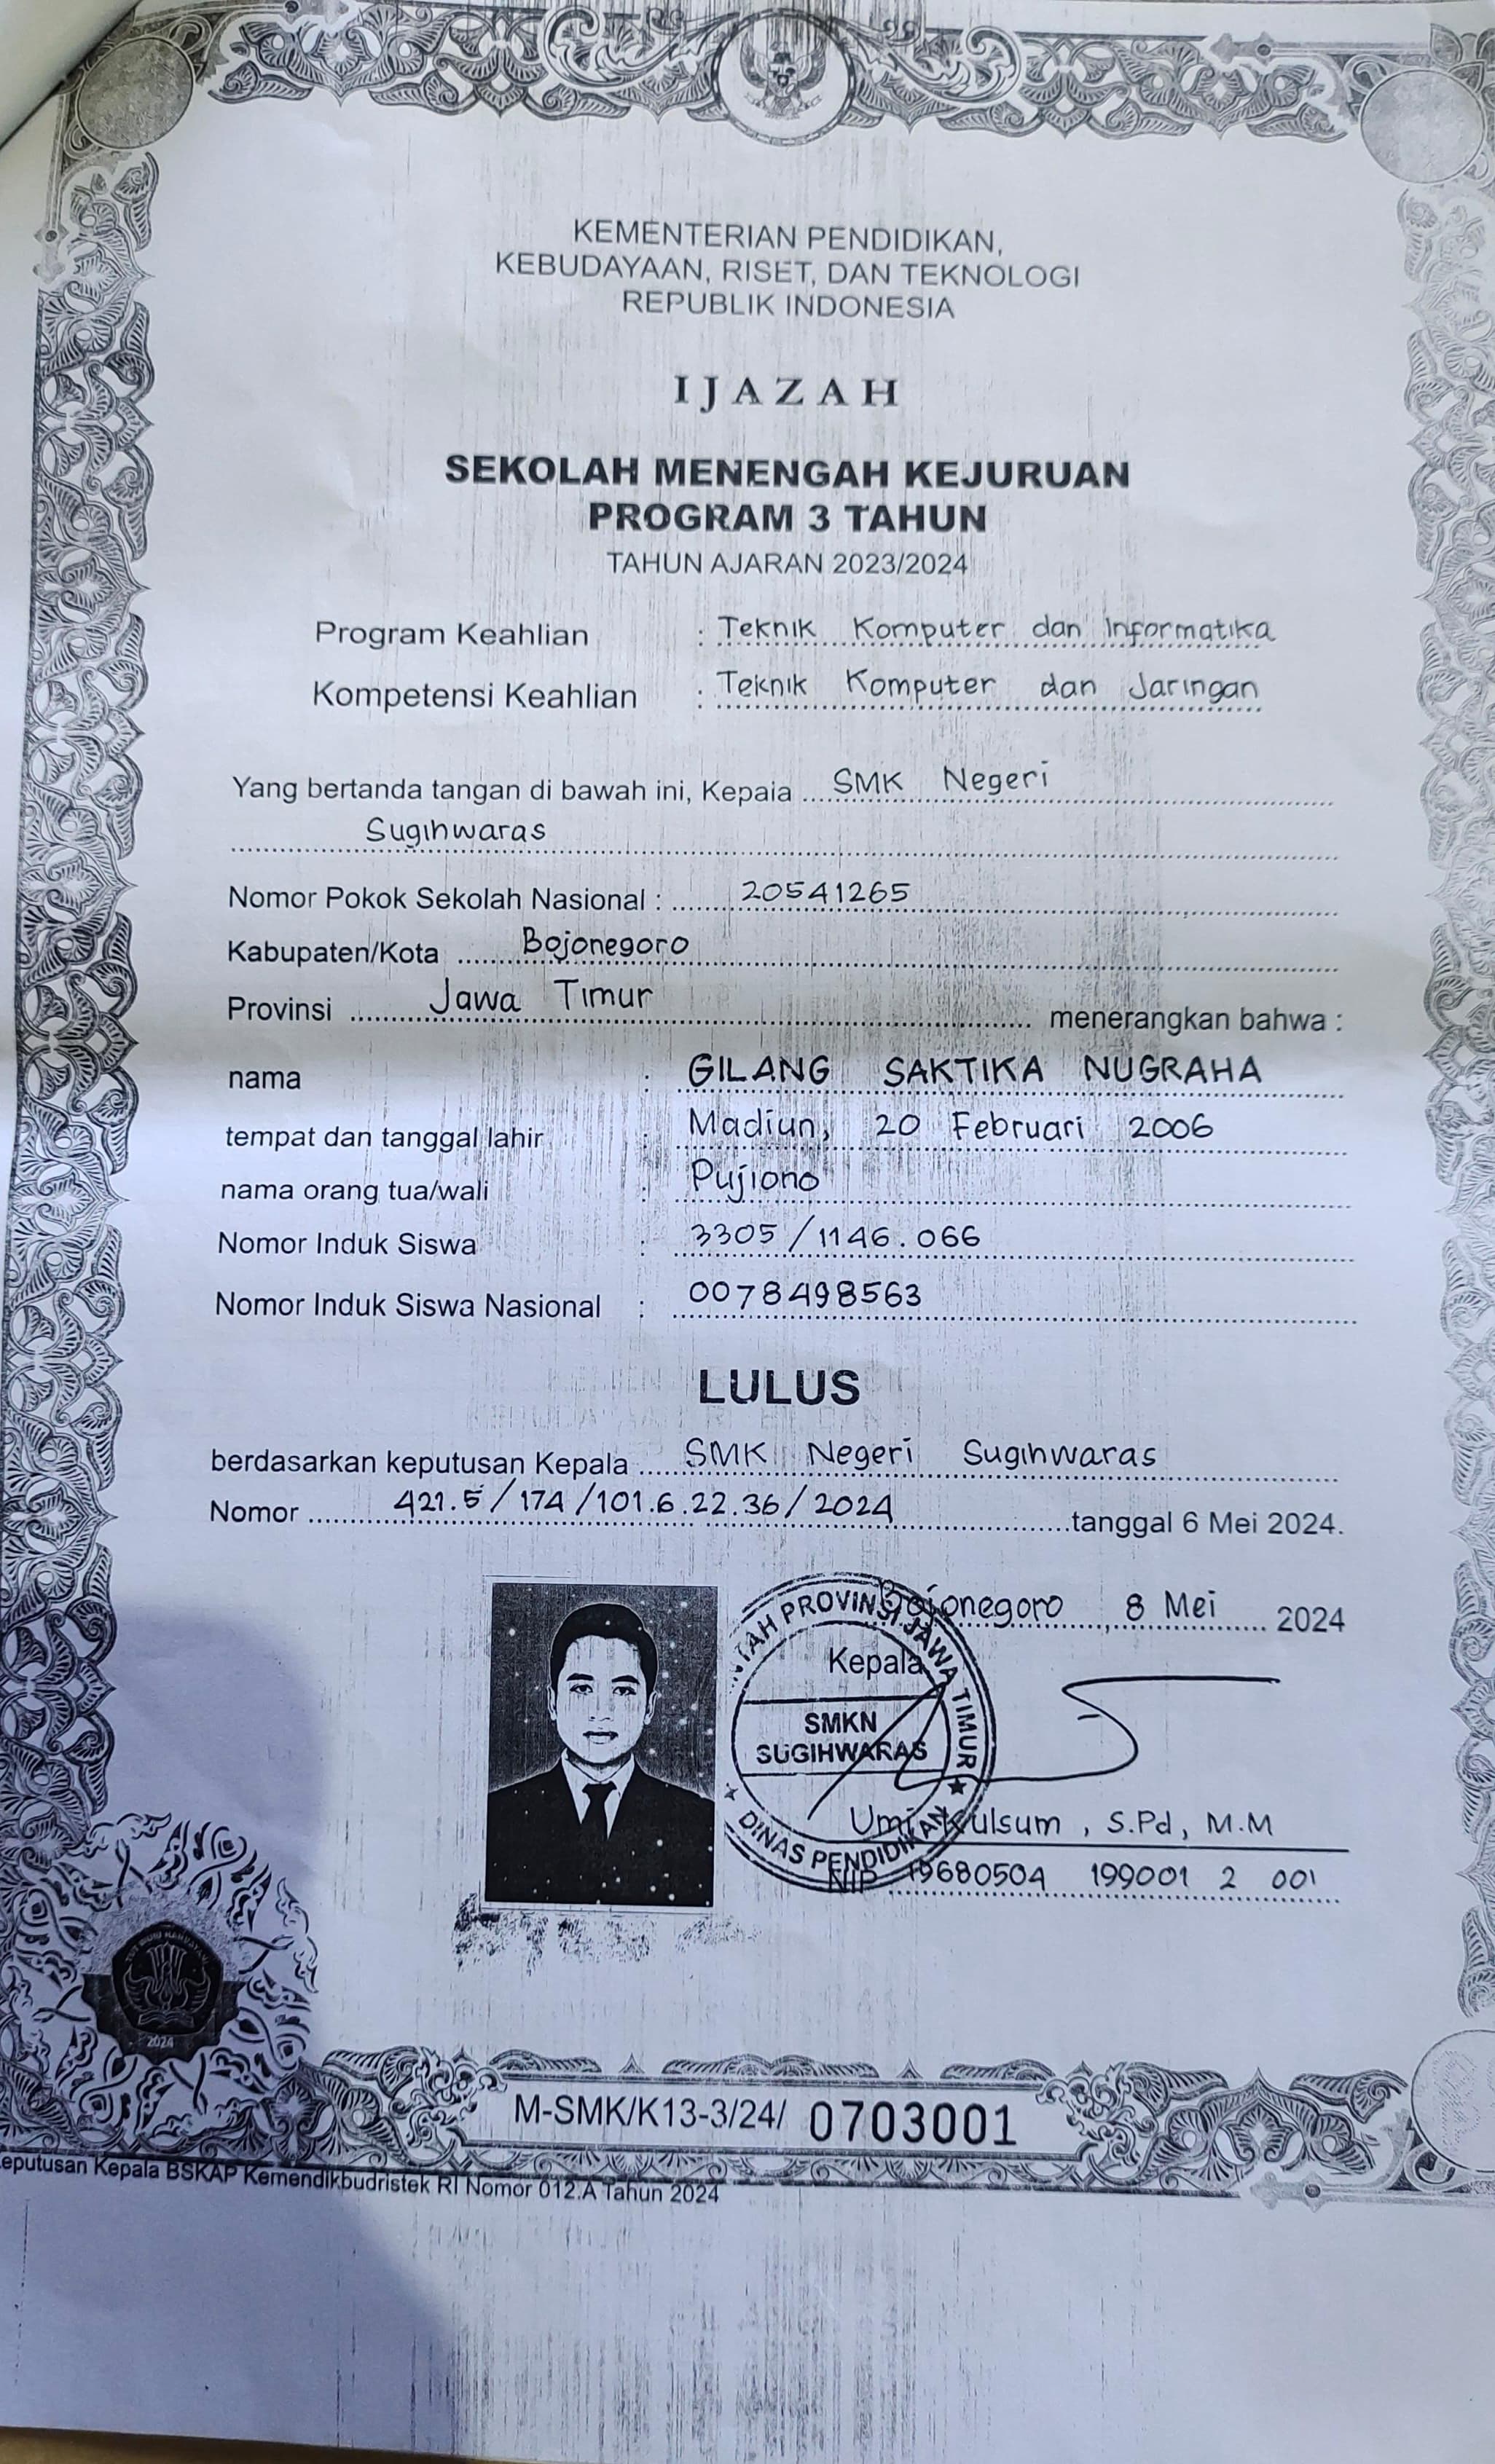 KEMENTERIAN PENDIDIKAN,
KEBUDAYAAN, RISET, DAN TEKNOLOGI
REPUBLIK INDONESIA
IJAZAH
SEKOLAH MENENGAH KEJURUAN
PROGRAM 3 TAHUN
TAHUN AJARAN 2023/2024
Program Keahlian : Teknik Komputer dan Informatika
Kompetensi Keahlian : Teknik Komputer dan Jaringan
Yang bertanda tangan di bawah ini, Kepala SMK Negeri
Sugihwaras
Nomor Pokok Sekolah Nasional : 20541265
Kabupaten/Kota Bojonegoro
Provinsi Jawa Timur menerangkan bahwa :
nama : GILANG SAKTIKA NUGRAHA
tempat dan tanggal lahir : Madiun, 20 Februari 2006
nama orang tua/wali : Pujiono
Nomor Induk Siswa : 3305/1146.066
Nomor Induk Siswa Nasional : 0078498563
LULUS
berdasarkan keputusan Kepala SMK Negeri Sugihwaras
Nomor 421.5/174/101.6.22.36/2024 tanggal 6 Mei 2024.
Bojonegoro, 8 Mei 2024
Kepala
PROVINSI JAWA TIMUR
SMKN
SUGIHWARAS
DINAS PENDIDIKAN
Umi Kulsum, S.Pd, M.M
NIP 19680504 199001 2 001
2024
M-SMK/K13-3/24/ 0703001
Kepala BSKAP Kemendikbudristek RI Nomor 012.A Tahun 2024